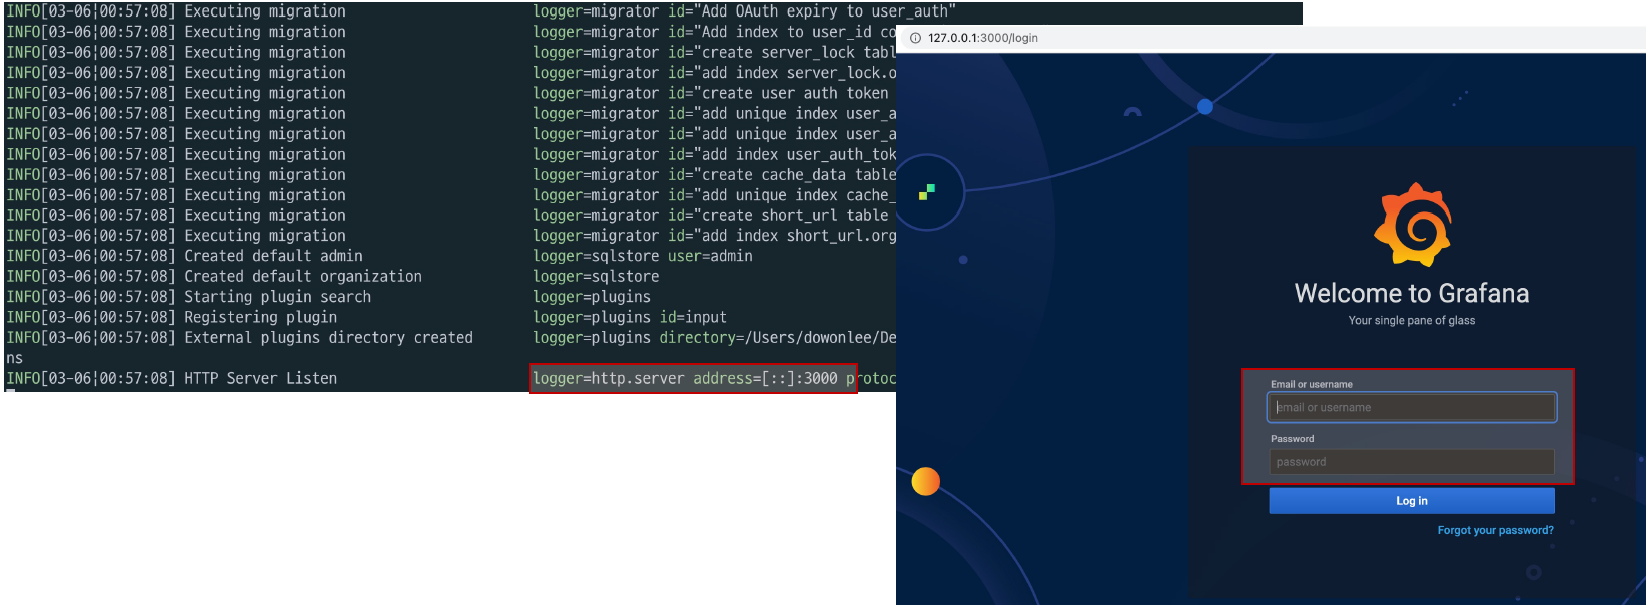 INFO[03-06|00:57:08] Executing migration logger=migrator id="Add OAuth expiry to user_auth"
INFO[03-06|00:57:08] Executing migration logger=migrator id="Add index to user_id co
INFO[03-06|00:57:08] Executing migration logger=migrator id="create server_lock tabl
INFO[03-06|00:57:08] Executing migration logger=migrator id="add index server_lock.o
INFO[03-06|00:57:08] Executing migration logger=migrator id="create user auth token
INFO[03-06|00:57:08] Executing migration logger=migrator id="add unique index user_a
INFO[03-06|00:57:08] Executing migration logger=migrator id="add unique index user_a
INFO[03-06|00:57:08] Executing migration logger=migrator id="add index user_auth_tok
INFO[03-06|00:57:08] Executing migration logger=migrator id="create cache_data table
INFO[03-06|00:57:08] Executing migration logger=migrator id="add unique index cache_
INFO[03-06|00:57:08] Executing migration logger=migrator id="create short_url table
INFO[03-06|00:57:08] Executing migration logger=migrator id="add index short_url.org
INFO[03-06|00:57:08] Created default admin logger=sqlstore user=admin
INFO[03-06|00:57:08] Created default organization logger=sqlstore
INFO[03-06|00:57:08] Starting plugin search logger=plugins
INFO[03-06|00:57:08] Registering plugin logger=plugins id=input
INFO[03-06|00:57:08] External plugins directory created logger=plugins directory=/Users/dowonlee/De
ns
INFO[03-06|00:57:08] HTTP Server Listen logger=http.server address=[::]:3000 protoc
127.0.0.1:3000/login
Welcome to Grafana
Your single pane of glass
Email or username
email or username
Password
password
Log in
Forgot your password?